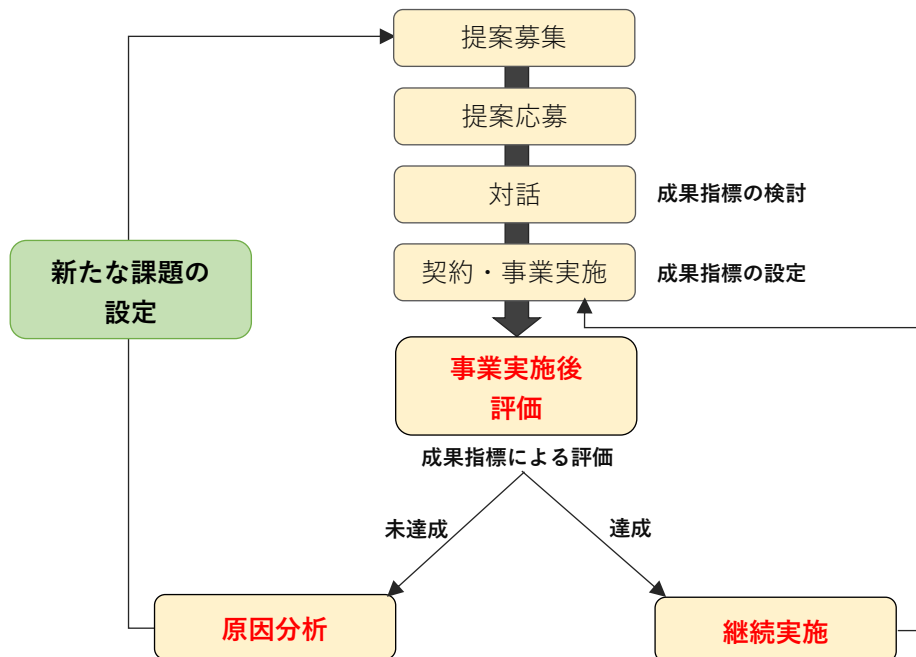 提案募集
提案応募
対話
成果指標の検討
契約・事業実施
成果指標の設定
新たな課題の
設定
事業実施後
評価
成果指標による評価
未達成
達成
原因分析
継続実施